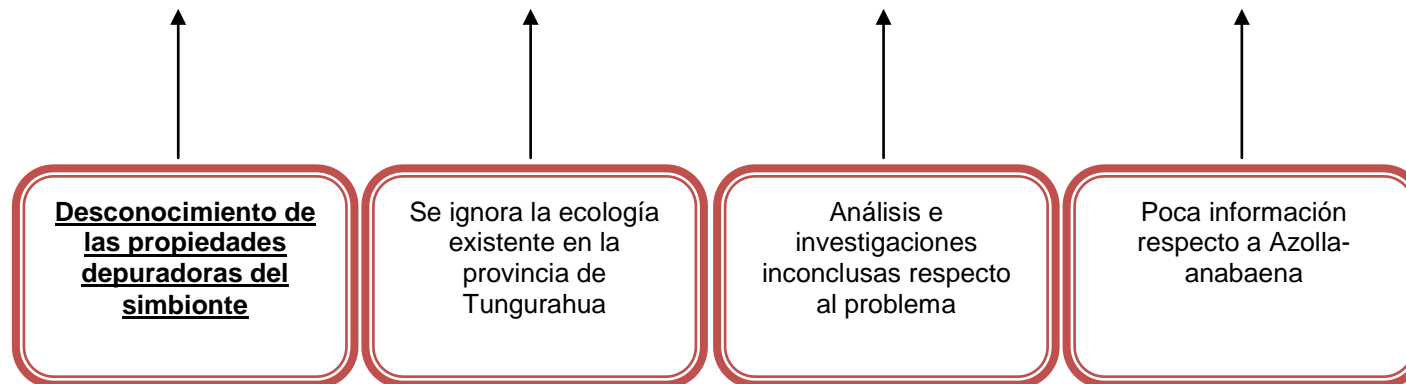 Desconocimiento de
las propiedades
depuradoras del
simbionte
Se ignora la ecología
existente en la
provincia de
Tungurahua
Análisis e
investigaciones
inconclusas respecto
al problema
Poca información
respecto a Azolla-
anabaena